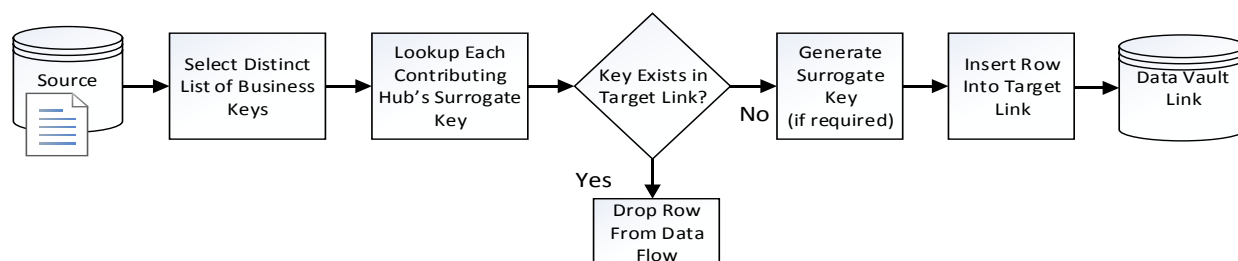 Source
Select Distinct
List of Business
Keys
Lookup Each
Contributing
Hub's Surrogate
Key
Key Exists in
Target Link?
No
Generate
Surrogate
Key
(if required)
Insert Row
Into Target
Link
Data Vault
Link
Yes
Drop Row
From Data
Flow